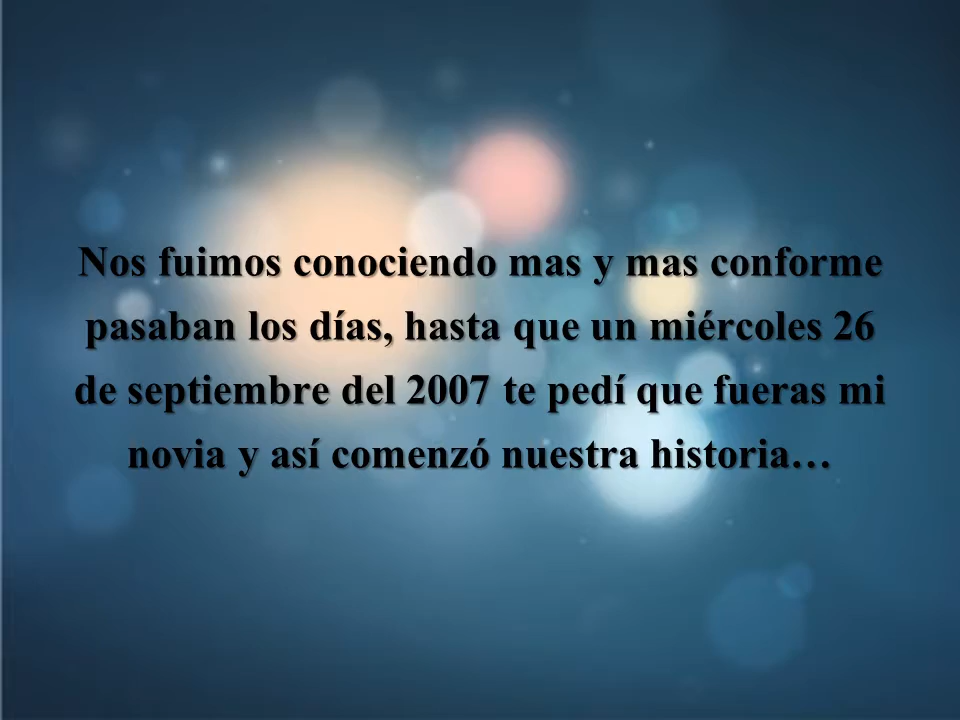 Nos fuimos conociendo mas y mas conforme
pasaban los días, hasta que un miércoles 26
de septiembre del 2007 te pedí que fueras mi
novia y así comenzó nuestra historia…